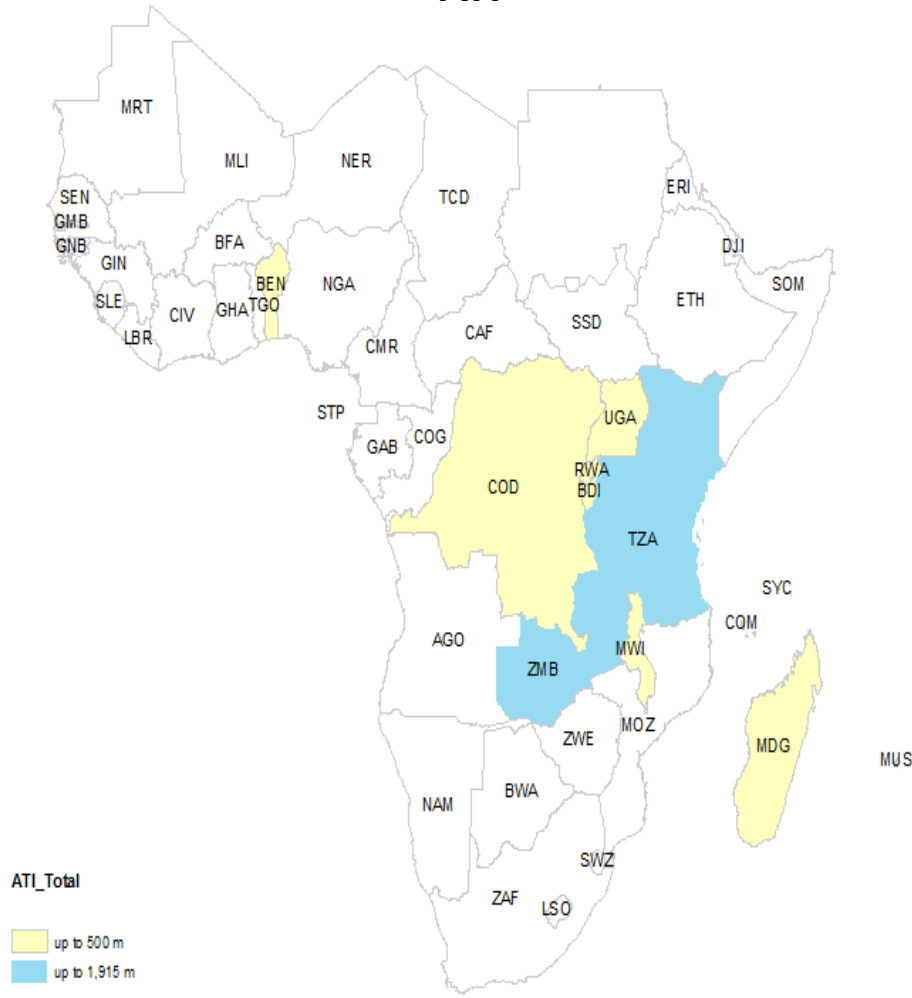 MRT
MLI
NER
TCD
ERI
SEN
GMB
GNB
GIN
BFA
DJI
SLE
BEN
NGA
ETH
SOM
TGO
GHA
CIV
LBR
CMR
CAF
SSD
STP
GAB
COG
UGA
RWA
COD
BDI
TZA
SYC
COM
AGO
MWI
ZMB
MOZ
ZWE
MDG
MUS
NAM
BWA
SWZ
ZAF
LSO
ATI_Total
up to 500 m
up to 1,915 m